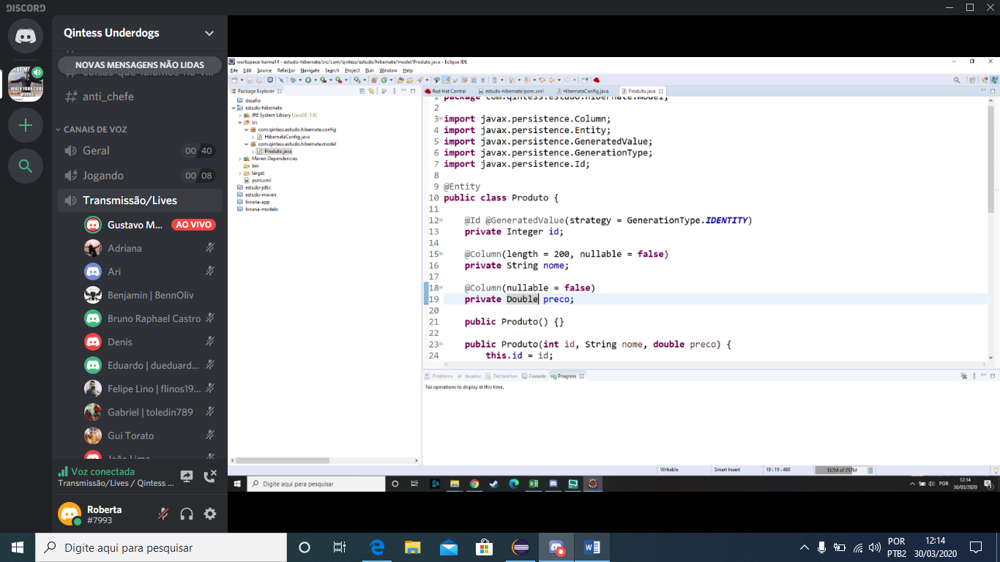 DISCORD
Qintess Underdogs
NOVAS MENSAGENS NÃO LIDAS
anti_chefe
CANAIS DE VOZ
Geral 00 40
Jogando 00 08
Transmissão/Lives
Gustavo M... AO VIVO
Adriana
Ari
Benjamin | BennOliv
Bruno Raphael Castro
Denis
Eduardo | dueduard...
Felipe Lino | flinos19...
Gabriel | toledin789
Gui Torato
João Lima
Voz conectada
Transmissão/Lives / Qintess ...
Roberta
#7993
workspace-turma14 - estudo-hibernate/src/com/qintess/estudo/hibernate/model/Produto.java - Eclipse IDE
File Edit Source Refactor Navigate Search Project Run Window Help
Package Explorer
desafio
estudo-hibernate
JRE System Library [JavaSE-1.8]
src
com.qintess.estudo.hibernate.config
HibernateConfig.java
com.qintess.estudo.hibernate.model
Produto.java
Maven Dependencies
bin
target
pom.xml
estudo-jdbc
estudo-maven
livraria-app
livraria-modelo
Red Hat Central estudo-hibernate/pom.xml HibernateConfig.java Produto.java
1 package com.qintess.estudo.hibernate.model;
2
3 import javax.persistence.Column;
4 import javax.persistence.Entity;
5 import javax.persistence.GeneratedValue;
6 import javax.persistence.GenerationType;
7 import javax.persistence.Id;
8
9 @Entity
10 public class Produto {
11
12 @Id @GeneratedValue(strategy = GenerationType.IDENTITY)
13 private Integer id;
14
15 @Column(length = 200, nullable = false)
16 private String nome;
17
18 @Column(nullable = false)
19 private Double preco;
20
21 public Produto() {}
22
23 public Produto(int id, String nome, double preco) {
24 this.id = id;
Problems Javadoc Declaration Console Progress
No operations to display at this time.
Writable Smart Insert 19 : 19 : 460 182M of 257M
Digite aqui para pesquisar
POR
12:14
30/03/2020
Digite aqui para pesquisar
POR
PTB2
12:14
30/03/2020